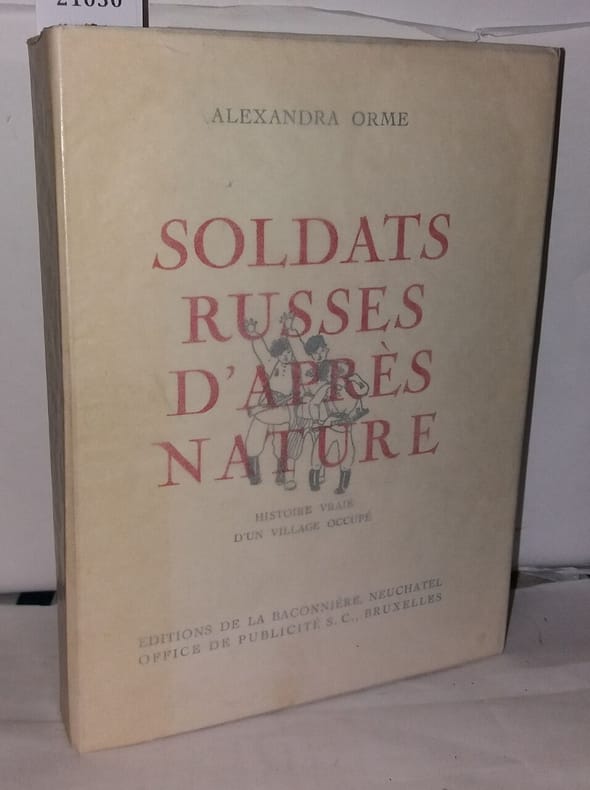 21030
ALEXANDRA ORME
SOLDATS
RUSSES
D'APRÈS
NATURE
HISTOIRE VRAIE
D'UN VILLAGE OCCUPÉ
EDITIONS DE LA BACONNIÈRE, NEUCHATEL
OFFICE DE PUBLICITÉ S. C., BRUXELLES